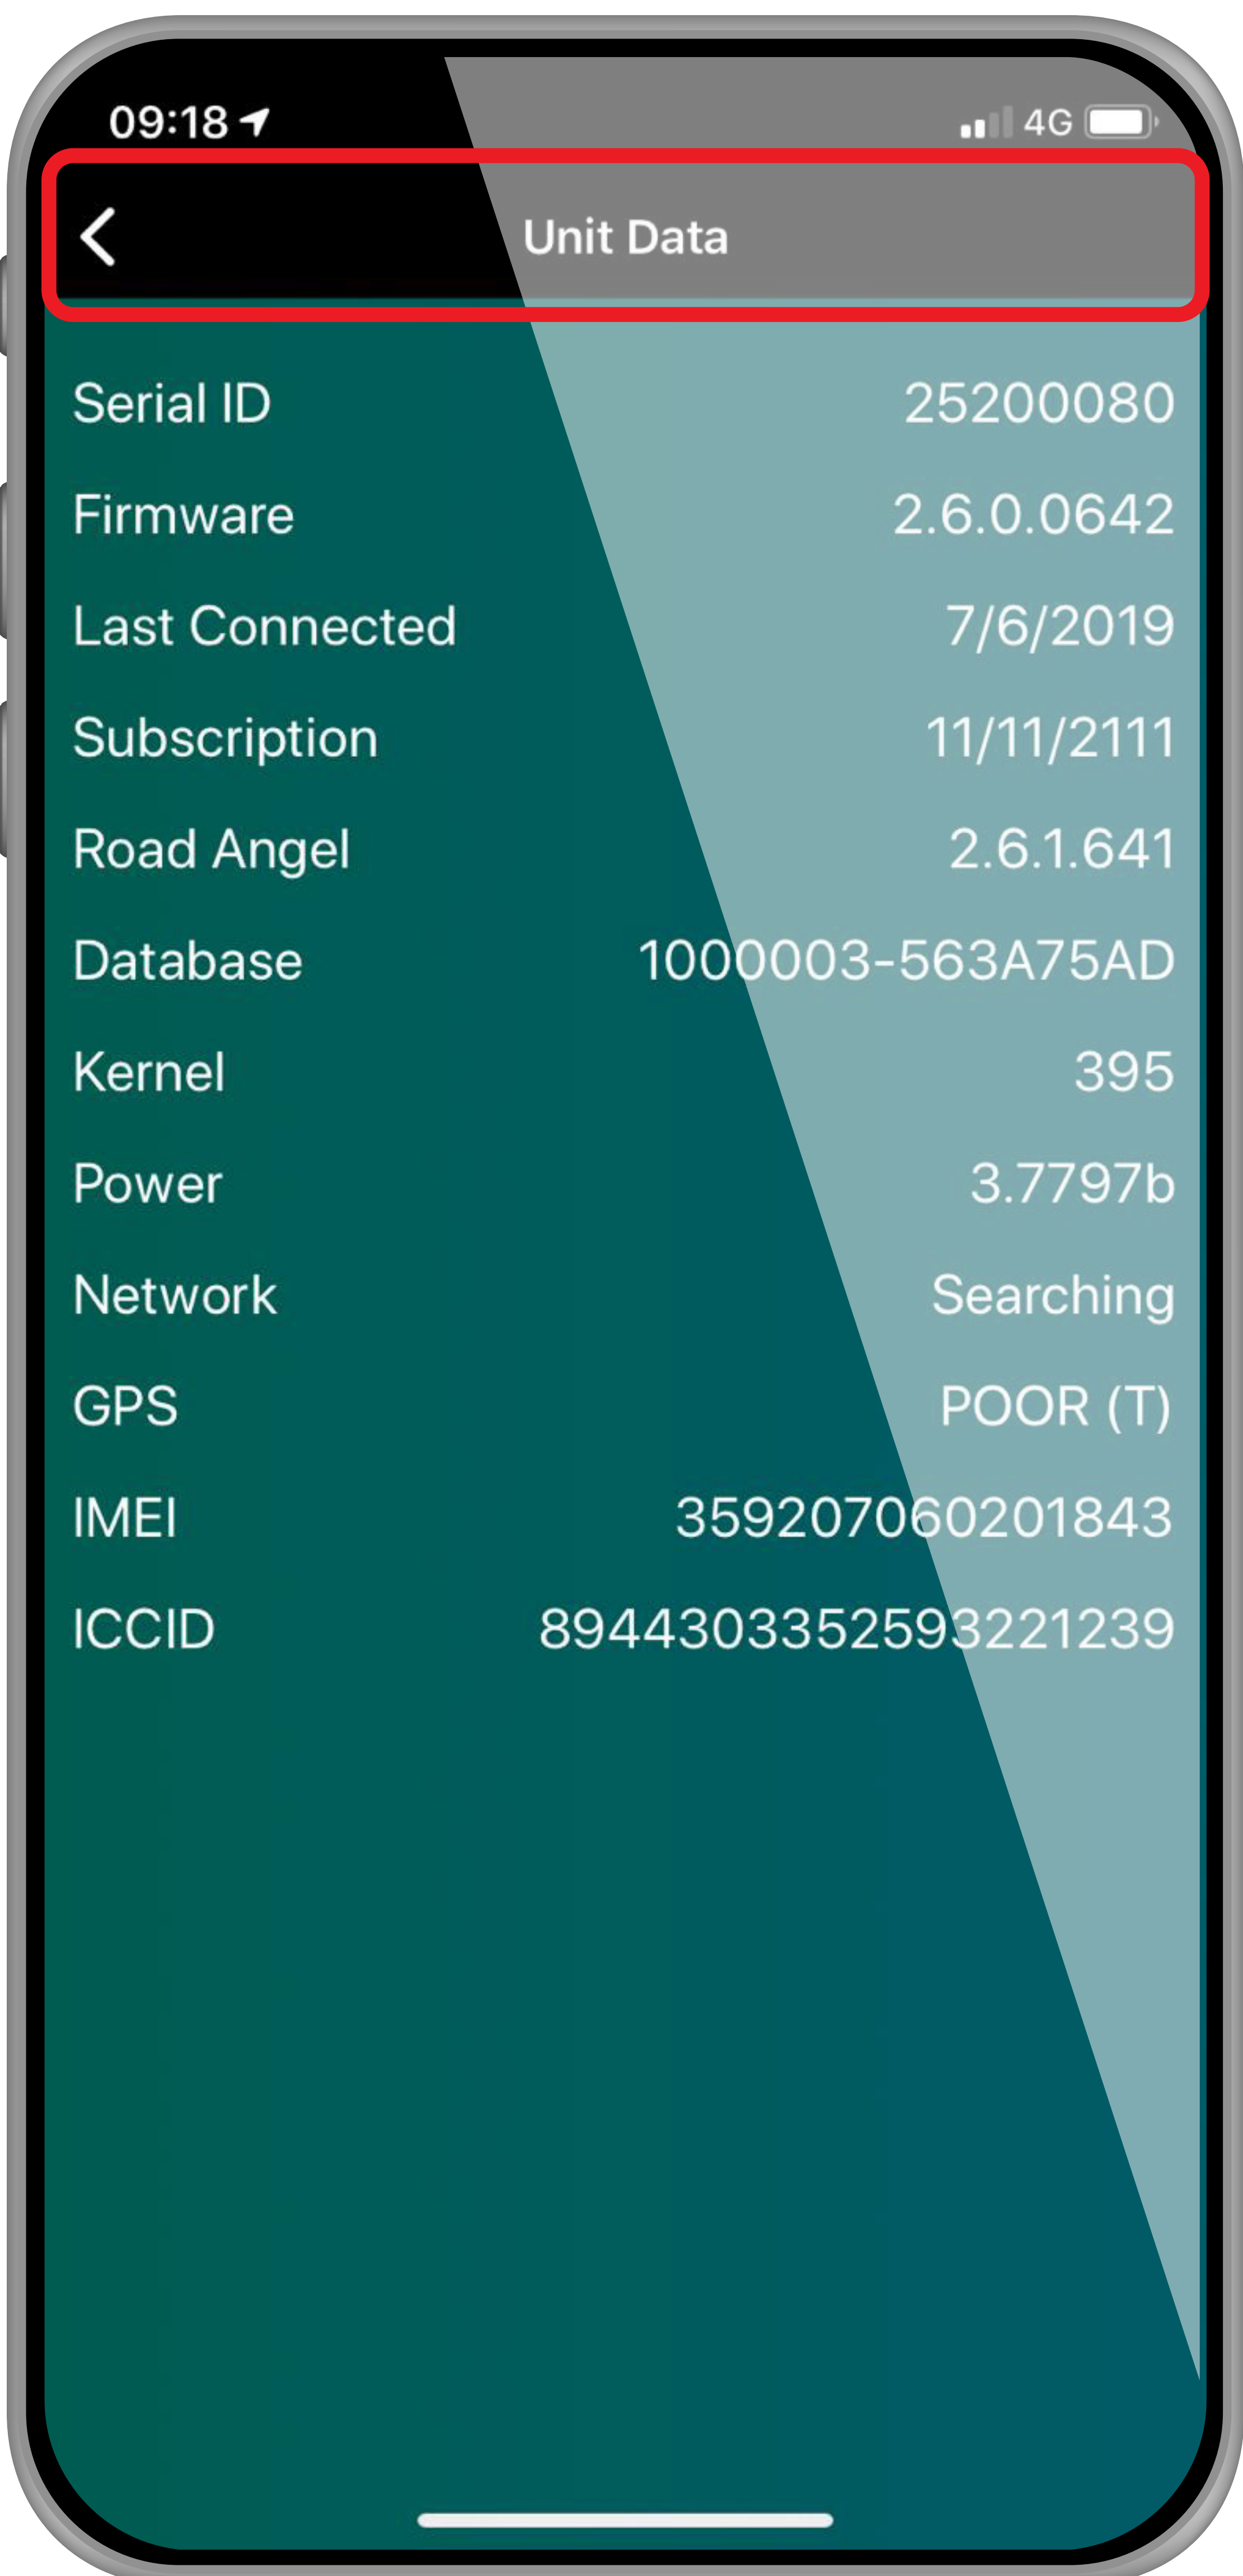 09:18 4G
Unit Data
Serial ID 25200080
Firmware 2.6.0.0642
Last Connected 7/6/2019
Subscription 11/11/2111
Road Angel 2.6.1.641
Database 1000003-563A75AD
Kernel 395
Power 3.7797b
Network Searching
GPS POOR (T)
IMEI 359207060201843
ICCID 8944303352593221239